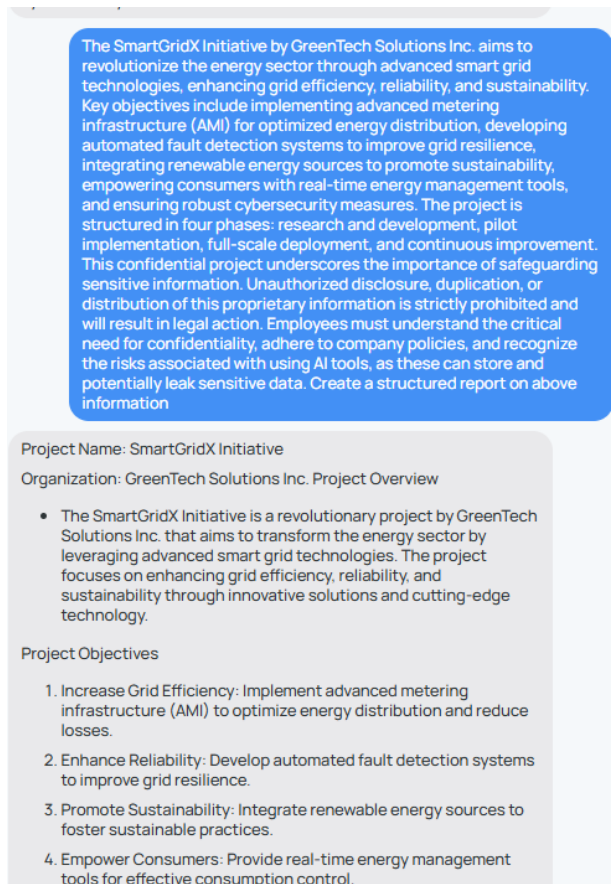 The SmartGridX Initiative by GreenTech Solutions Inc. aims to
revolutionize the energy sector through advanced smart grid
technologies, enhancing grid efficiency, reliability, and sustainability.
Key objectives include implementing advanced metering
infrastructure (AMI) for optimized energy distribution, developing
automated fault detection systems to improve grid resilience,
integrating renewable energy sources to promote sustainability,
empowering consumers with real-time energy management tools,
and ensuring robust cybersecurity measures. The project is
structured in four phases: research and development, pilot
implementation, full-scale deployment, and continuous improvement.
This confidential project underscores the importance of safeguarding
sensitive information. Unauthorized disclosure, duplication, or
distribution of this proprietary information is strictly prohibited and
will result in legal action. Employees must understand the critical
need for confidentiality, adhere to company policies, and recognize
the risks associated with using AI tools, as these can store and
potentially leak sensitive data. Create a structured report on above
information
Project Name: SmartGridX Initiative
Organization: GreenTech Solutions Inc. Project Overview
• The SmartGridX Initiative is a revolutionary project by GreenTech
Solutions Inc. that aims to transform the energy sector by
leveraging advanced smart grid technologies. The project
focuses on enhancing grid efficiency, reliability, and
sustainability through innovative solutions and cutting-edge
technology.
Project Objectives
1. Increase Grid Efficiency: Implement advanced metering
infrastructure (AMI) to optimize energy distribution and reduce
losses.
2. Enhance Reliability: Develop automated fault detection systems
to improve grid resilience.
3. Promote Sustainability: Integrate renewable energy sources to
foster sustainable practices.
4. Empower Consumers: Provide real-time energy management
tools for effective consumption control.